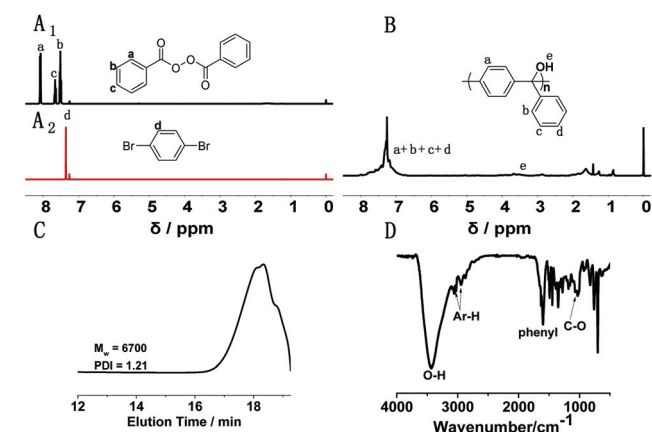 A1
a
b
c
a
b
c
O
O
O
O
A2
d
d
Br
Br
8 7 6 5 4 3 2 1 0
δ / ppm
B
a
e
OH
n
b
c
d
a+b+c+d
e
8 7 6 5 4 3 2 1 0
δ / ppm
C
Mw = 6700
PDI = 1.21
12 14 16 18
Elution Time / min
D
Ar-H
phenyl
C-O
O-H
4000 3000 2000 1000
Wavenumber/cm-1